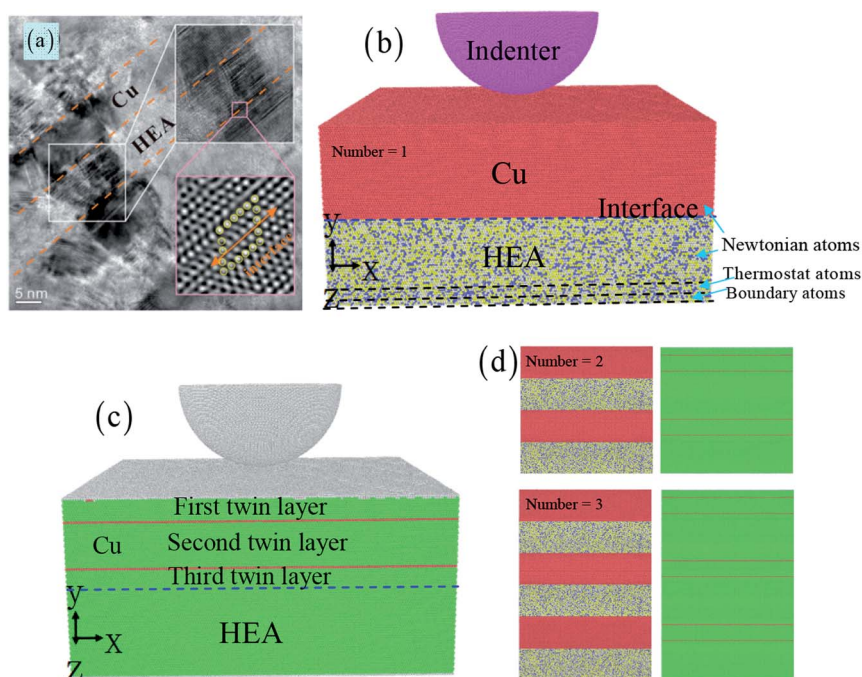 (a)
Cu
HEA
Interface
5 nm
(b)
Indenter
Number = 1
Cu
Interface
HEA
Newtonian atoms
Thermostat atoms
Boundary atoms
y
X
Z
(c)
First twin layer
Cu
Second twin layer
Third twin layer
HEA
y
X
Z
(d)
Number = 2
Number = 3